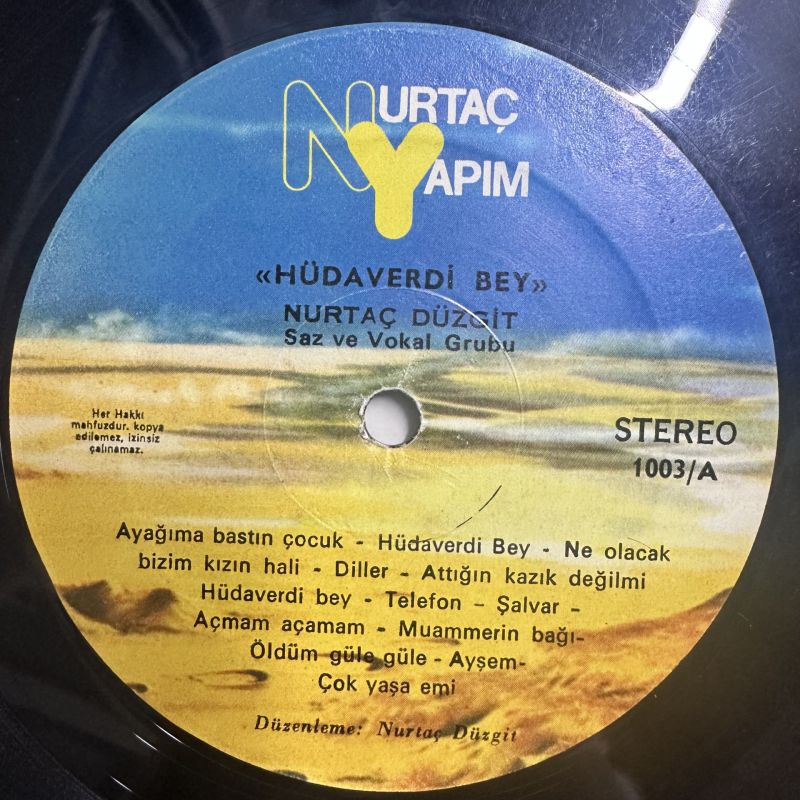 NURTAÇ
YAPIM
«HÜDAVERDİ BEY»
NURTAÇ DÜZGİT
Saz ve Vokal Grubu
Her Hakkı
mahfuzdur. kopya
edilemez, izinsiz
çalınamaz.
STEREO
1003/A
Ayağıma bastın çocuk - Hüdaverdi Bey - Ne olacak
bizim kızın hali - Diller - Attığın kazık değilmi
Hüdaverdi bey - Telefon - Şalvar -
Açmam açamam - Muammerin bağı-
Öldüm güle güle - Ayşem-
Çok yaşa emi
Düzenleme: Nurtaç Düzgit